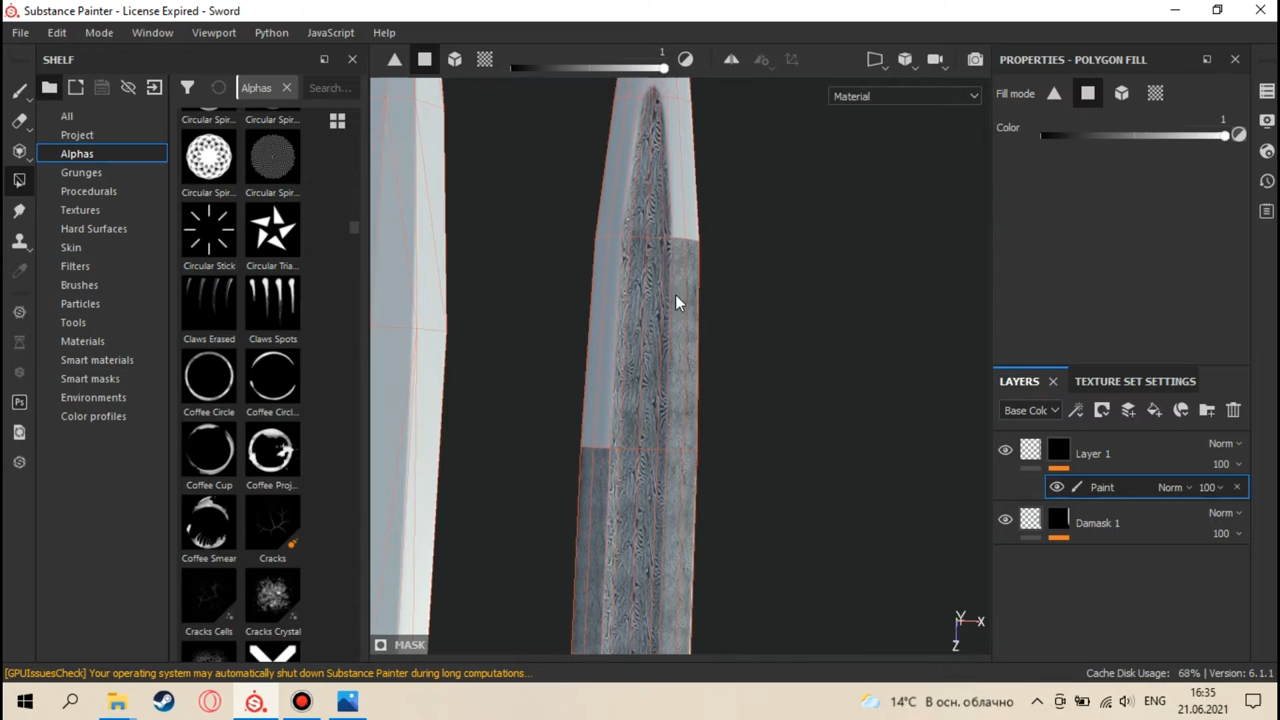 Substance Painter - License Expired - Sword
File Edit Mode Window Viewport Python JavaScript Help
SHELF
Alphas
Search...
All
Project
Alphas
Grunges
Procedurals
Textures
Hard Surfaces
Skin
Filters
Brushes
Particles
Tools
Materials
Smart materials
Smart masks
Environments
Color profiles
Circular Spir... Circular Spir...
Circular Spir... Circular Spir...
Circular Stick Circular Tria...
Claws Erased Claws Spots
Coffee Circle Coffee Circl...
Coffee Cup Coffee Proj...
Coffee Smear Cracks
Cracks Cells Cracks Crystal
1
Material
MASK
Y
X
Z
PROPERTIES - POLYGON FILL
Fill mode
Color
1
LAYERS TEXTURE SET SETTINGS
Base Col
Norm
Layer 1
100
Paint Norm 100
Norm
Damask 1
100
[GPUIssuesCheck] Your operating system may automatically shut down Substance Painter during long computations...
Cache Disk Usage: 68% | Version: 6.1.1
Ps
14°C В осн. облачно
ENG
16:35
21.06.2021